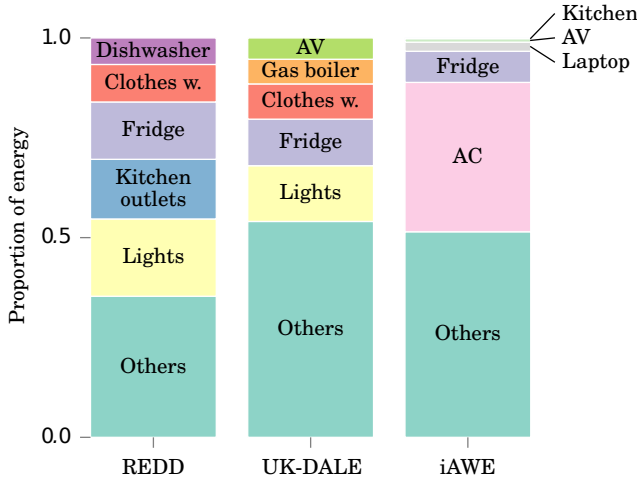 Proportion of energy
1.0
0.5
0.0
Dishwasher
Clothes w.
Fridge
Kitchen
outlets
Lights
Others
REDD
AV
Gas boiler
Clothes w.
Fridge
Lights
Others
UK-DALE
Kitchen
AV
Laptop
Fridge
AC
Others
iAWE